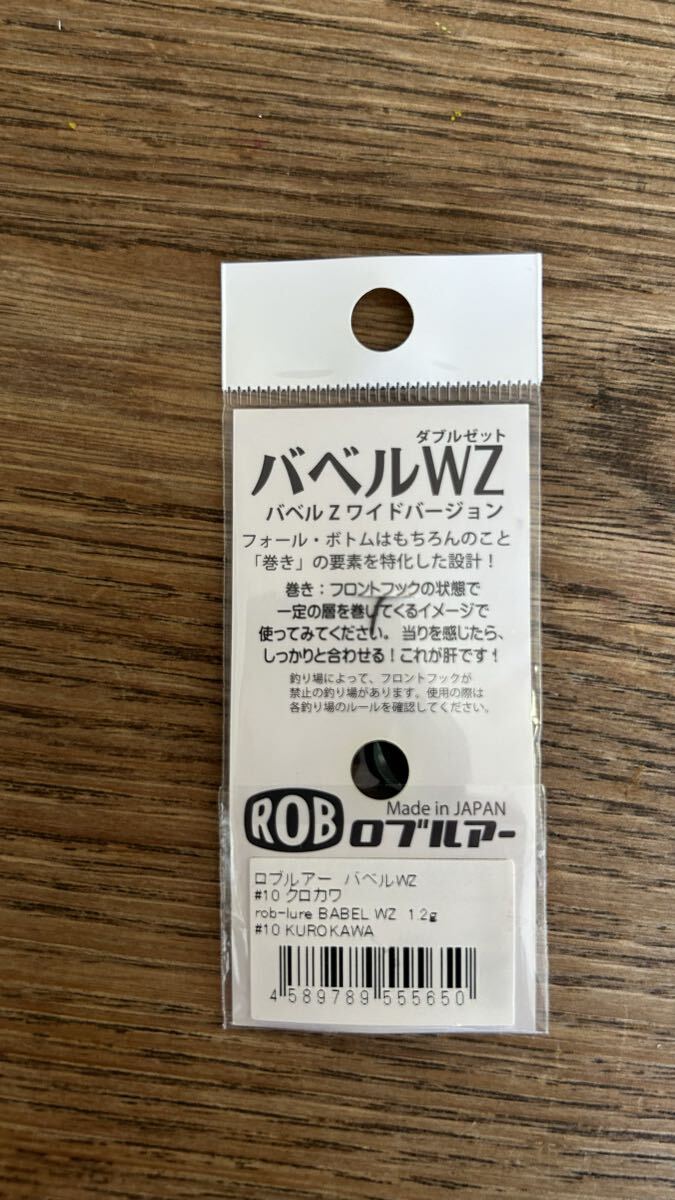 ダブルゼット
バベルWZ
バベルZワイドバージョン
フォール・ボトムはもちろんのこと
「巻き」の要素を特化した設計！
巻き：フロントフックの状態で
一定の層を巻してくるイメージで
使ってみてください。当りを感じたら、
しっかりと合わせる！これが肝です！
釣り場によって、フロントフックが
禁止の釣り場があります。使用の際は
各釣り場のルールを確認してください。
Made in JAPAN
ROB ロブルアー
ロブルアー バベルWZ
#10 クロカワ
rob-lure BABEL WZ 1.2g
#10 KUROKAWA
4 589789 555650